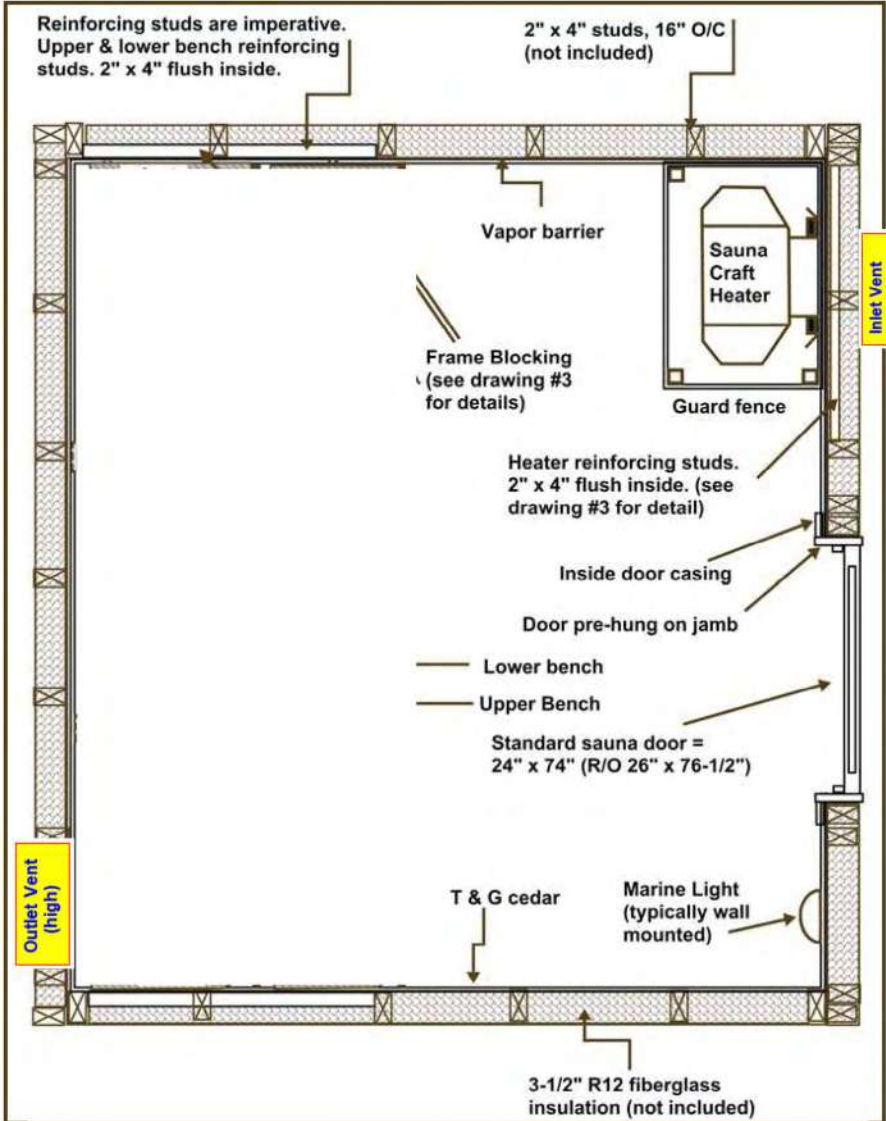 Reinforcing studs are imperative.
Upper & lower bench reinforcing
studs. 2" x 4" flush inside.
2" x 4" studs, 16" O/C
(not included)
Vapor barrier
Sauna
Craft
Heater
Inlet Vent
Frame Blocking
(see drawing #3
for details)
Guard fence
Heater reinforcing studs.
2" x 4" flush inside. (see
drawing #3 for detail)
Inside door casing
Door pre-hung on jamb
Lower bench
Upper Bench
Standard sauna door =
24" x 74" (R/O 26" x 76-1/2")
Outlet Vent
(high)
T & G cedar
Marine Light
(typically wall
mounted)
3-1/2" R12 fiberglass
insulation (not included)